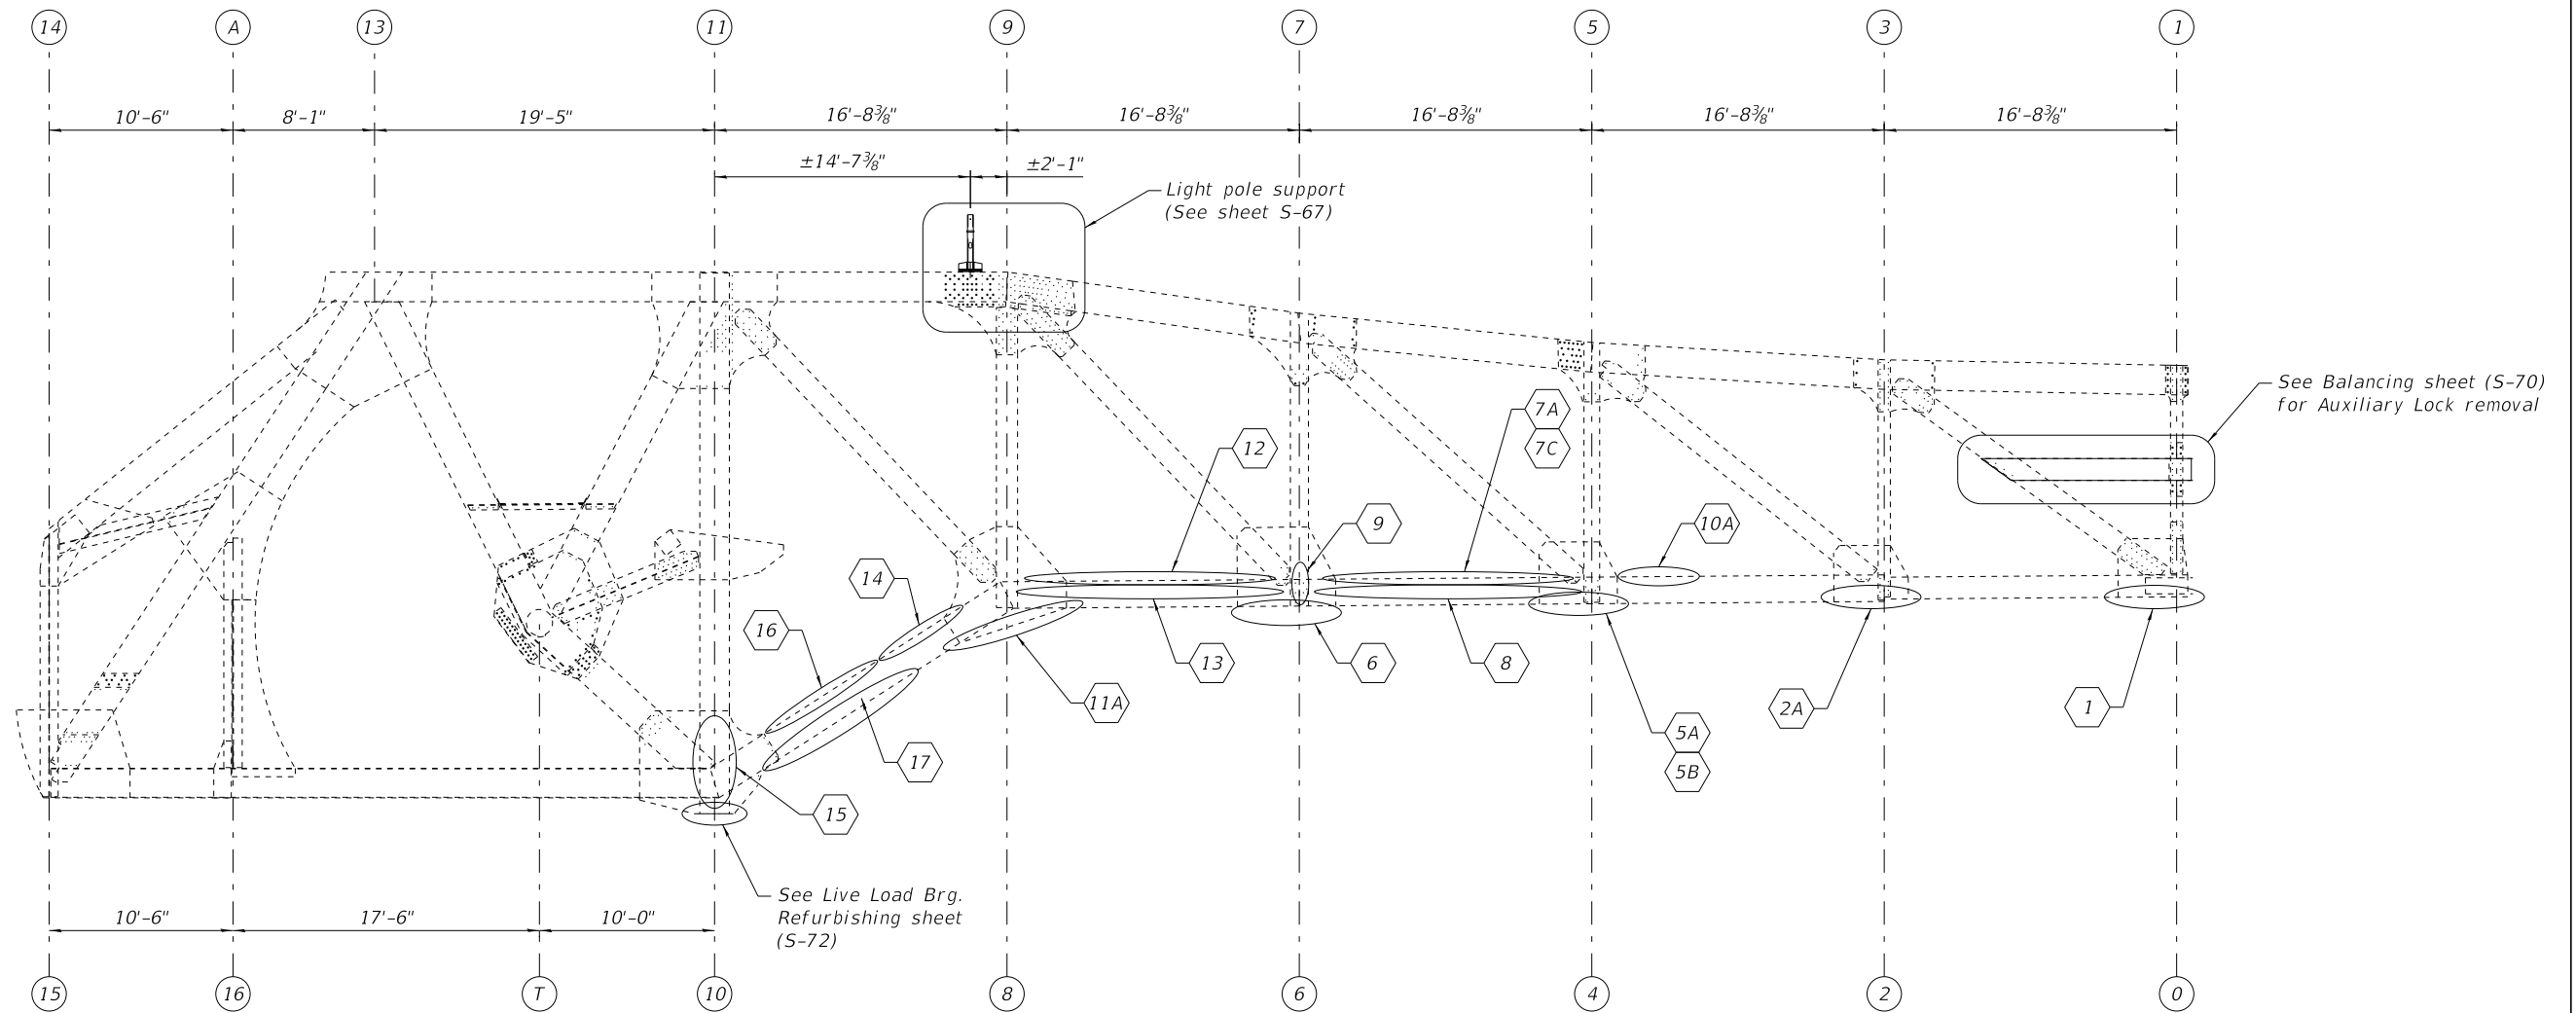 14 A 13 11 9 7 5 3 1
10'-6" 8'-1" 19'-5" 16'-8⅜" 16'-8⅜" 16'-8⅜" 16'-8⅜" 16'-8⅜"
±14'-7⅜" ±2'-1"
Light pole support
(See sheet S-67)
See Balancing sheet (S-70)
for Auxiliary Lock removal
7A
7C
12
9
10A
14
16
13
6
8
11A
2A
1
5A
5B
17
15
See Live Load Brg.
Refurbishing sheet
(S-72)
10'-6" 17'-6" 10'-0"
15 16 T 10 8 6 4 2 0